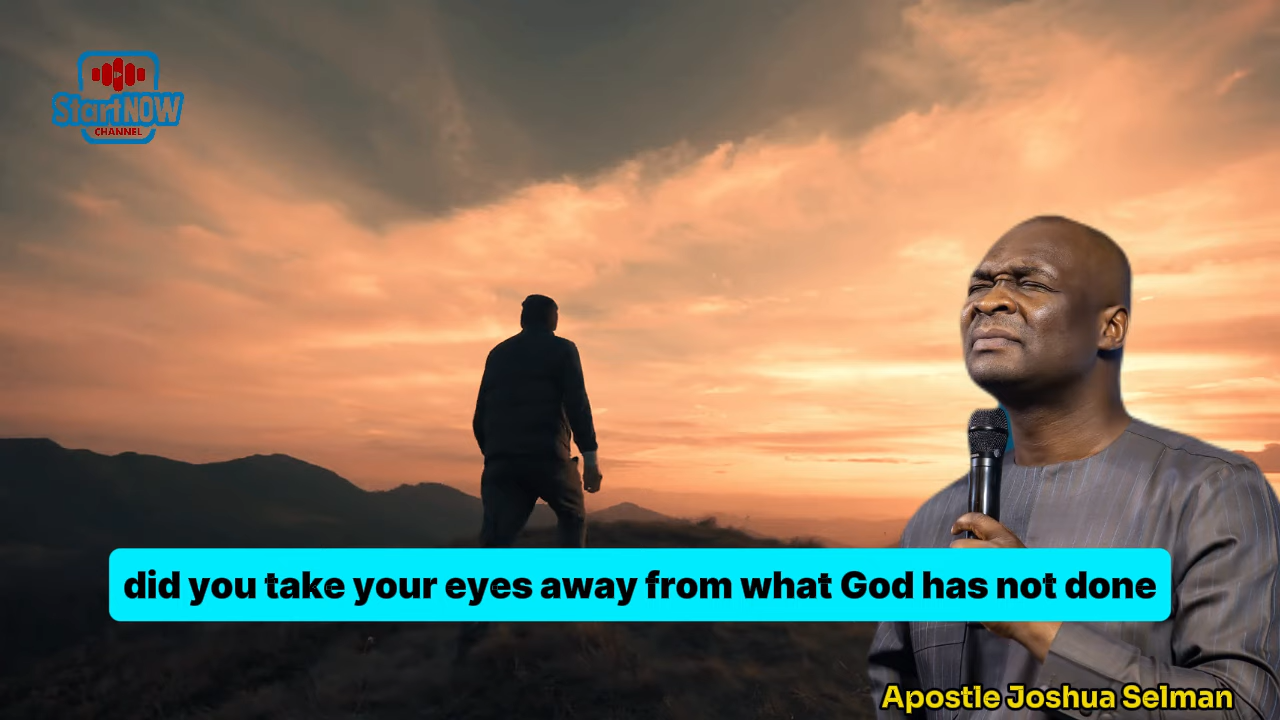 StartNOW
CHANNEL
did you take your eyes away from what God has not done
Apostle Joshua Selman